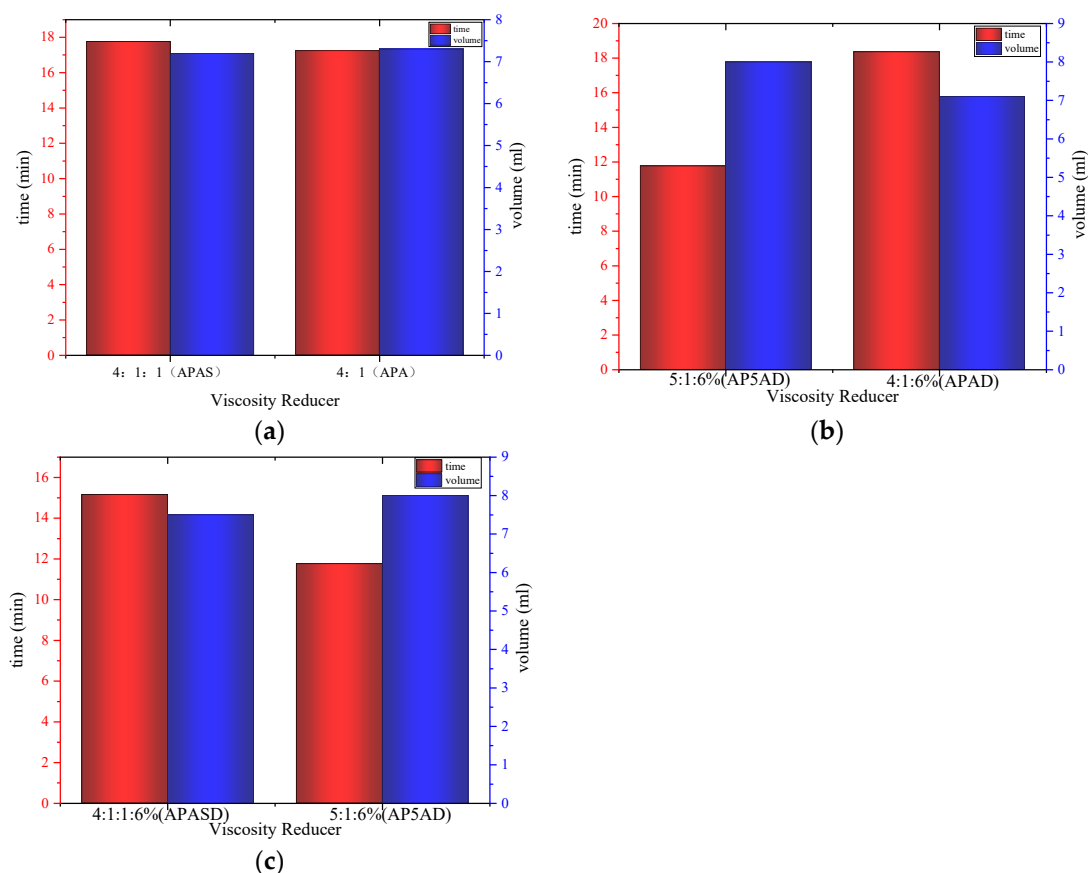 time
volume
18
16
14
12
10
8
6
4
2
0
time (min)
8
7
6
5
4
3
2
1
0
volume (ml)
4：1：1（APAS）
4：1（APA）
Viscosity Reducer
(a)
time
volume
20
18
16
14
12
10
8
6
4
2
0
time (min)
9
8
7
6
5
4
3
2
1
0
volume (ml)
5:1:6%(AP5AD)
4:1:6%(APAD)
Viscosity Reducer
(b)
time
volume
16
14
12
10
8
6
4
2
0
time (min)
9
8
7
6
5
4
3
2
1
0
volume (ml)
4:1:1:6%(APASD)
5:1:6%(AP5AD)
Viscosity Reducer
(c)